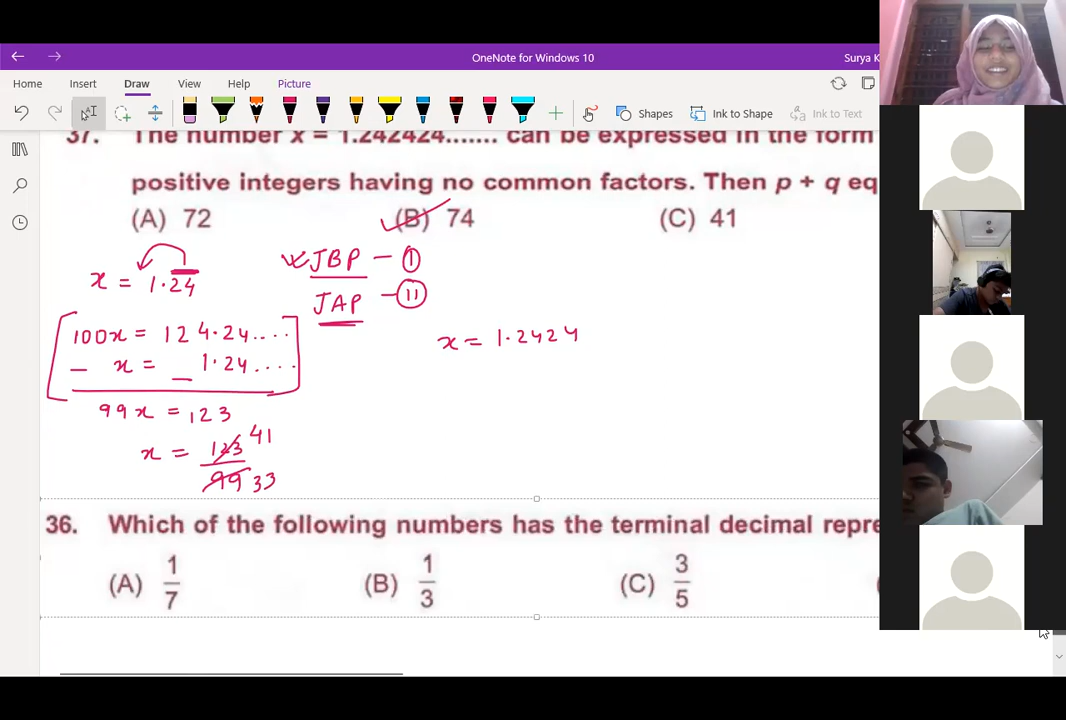 OneNote for Windows 10
Surya K
Home Insert Draw View Help Picture
Shapes Ink to Shape Ink to Text
37. The number x = 1.242424....... can be expressed in the form
positive integers having no common factors. Then p + q eq
(A) 72 (B) 74 (C) 41
JBP - I
x = 1.24
JAP - II
100x = 124.24....
- x = _ 1.24....
x = 1.2424
99x = 123
x = 123 41
99 33
36. Which of the following numbers has the terminal decimal repre
(A) 1/7 (B) 1/3 (C) 3/5